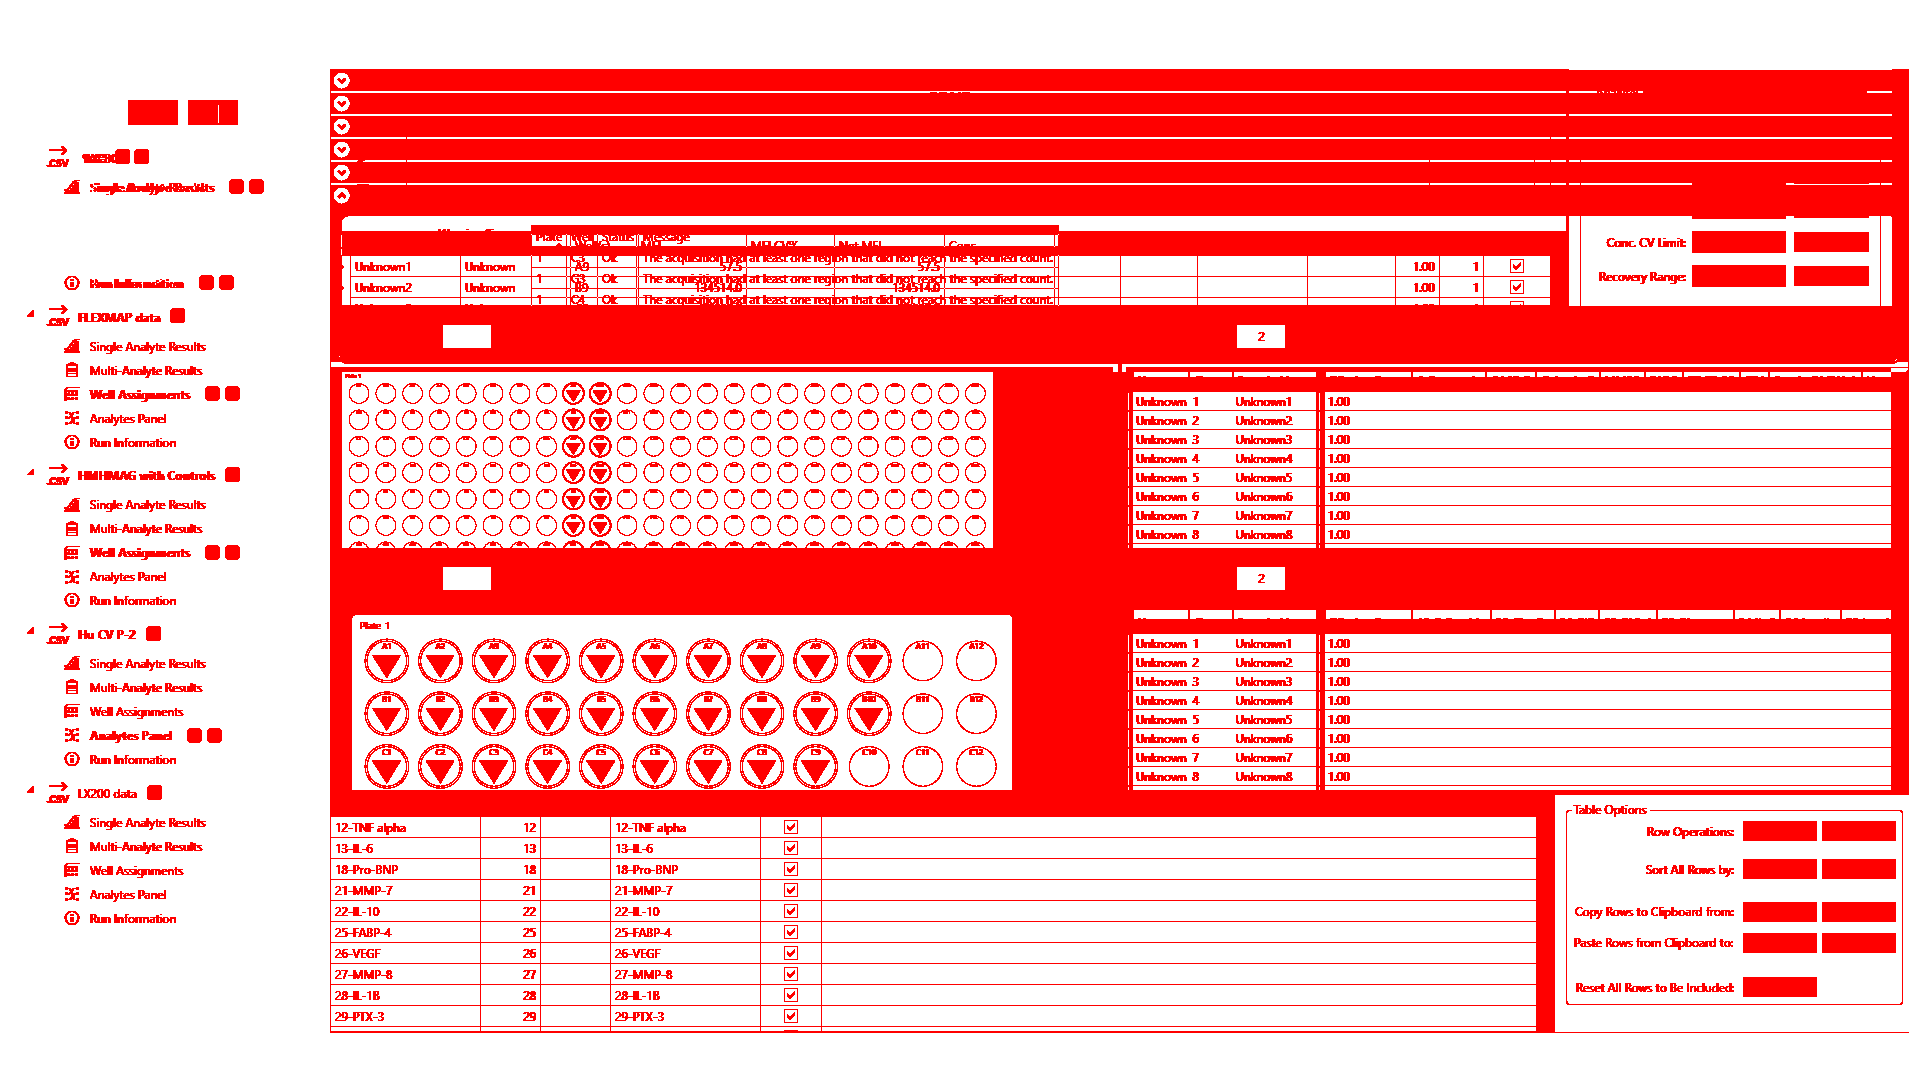 .CSV
Single Analyte Results
Run Information
.CSV FLEXMAP data
Single Analyte Results
Multi-Analyte Results
Well Assignments
Analytes Panel
Run Information
.CSV HMHMAG with Controls
Single Analyte Results
Multi-Analyte Results
Well Assignments
Analytes Panel
Run Information
.CSV Hu CV P-2
Single Analyte Results
Multi-Analyte Results
Well Assignments
Analytes Panel
Run Information
.CSV LX200 data
Single Analyte Results
Multi-Analyte Results
Well Assignments
Analytes Panel
Run Information
Plate Well Status Message
1 C3 Ok The acquisition had at least one region that did not reach the specified count.
Unknown1 Unknown A9 57.5 57.5 1.00 1
1 G3 Ok The acquisition had at least one region that did not reach the specified count.
Unknown2 Unknown B9 134514.0 134514.0 1.00 1
1 C4 Ok The acquisition had at least one region that did not reach the specified count.
Conc. CV Limit:
Recovery Range:
2
Plate 1
Unknown 1 Unknown1 1.00
Unknown 2 Unknown2
Unknown 3 Unknown3
Unknown 4 Unknown4
Unknown 5 Unknown5
Unknown 6 Unknown6
Unknown 7 Unknown7
Unknown 8 Unknown8 1.00
2
Plate 1
A1 A2 A3 A4 A5 A6 A7 A8 A9 A10 A11 A12
B1 B2 B3 B4 B5 B6 B7 B8 B9 B10 B11 B12
C1 C2 C3 C4 C5 C6 C7 C8 C9 C10 C11 C12
Unknown 1 Unknown1 1.00
Unknown 2 Unknown2 1.00
Unknown 3 Unknown3 1.00
Unknown 4 Unknown4 1.00
Unknown 5 Unknown5 1.00
Unknown 6 Unknown6 1.00
Unknown 7 Unknown7 1.00
Unknown 8 Unknown8 1.00
12-TNF alpha 12 12-TNF alpha
13-IL-6 13 13-IL-6
18-Pro-BNP 18 18-Pro-BNP
21-MMP-7 21 21-MMP-7
22-IL-10 22 22-IL-10
25-FABP-4 25 25-FABP-4
26-VEGF 26 26-VEGF
27-MMP-8 27 27-MMP-8
28-IL-1B 28 28-IL-1B
29-PTX-3 29 29-PTX-3
Table Options
Row Operations:
Sort All Rows by:
Copy Rows to Clipboard from:
Paste Rows from Clipboard to:
Reset All Rows to Be Included: